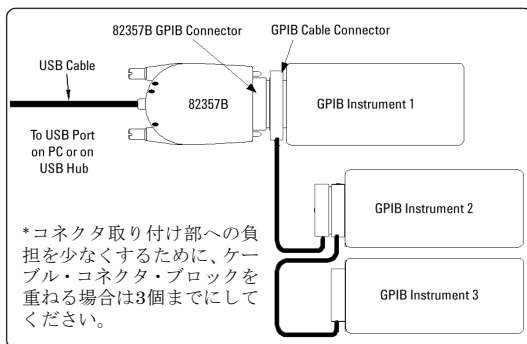 82357B GPIB Connector
GPIB Cable Connector
USB Cable
82357B
GPIB Instrument 1
To USB Port
on PC or on
USB Hub
GPIB Instrument 2
*コネクタ取り付け部への負
担を少なくするために、ケー
ブル・コネクタ・ブロックを
重ねる場合は3個までにして
ください。
GPIB Instrument 3